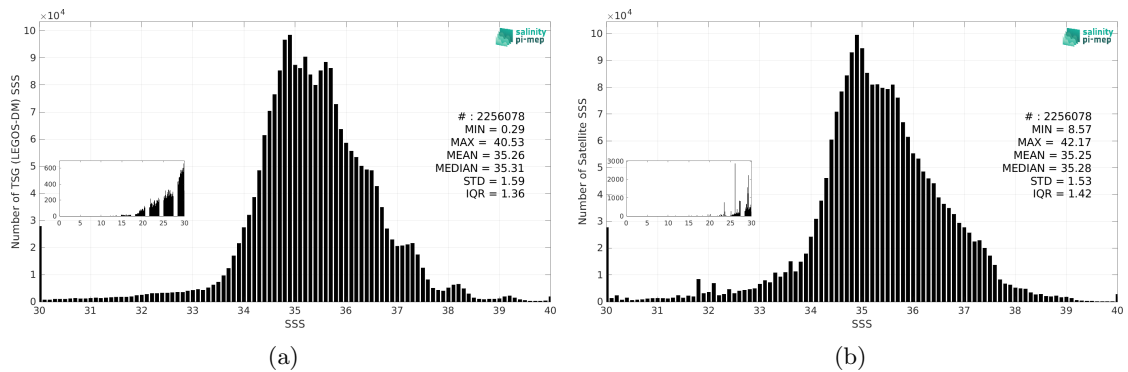 ×10⁴
10
9
8
7
6
5
4
3
2
1
0
Number of TSG (LEGOS-DM) SSS
salinity
pi-mep
# : 2256078
MIN = 0.29
MAX = 40.53
MEAN = 35.26
MEDIAN = 35.31
STD = 1.59
IQR = 1.36
600
400
200
0
0 5 10 15 20 25 30
30 31 32 33 34 35 36 37 38 39 40
SSS
(a)
×10⁴
10
9
8
7
6
5
4
3
2
1
0
Number of Satellite SSS
salinity
pi-mep
# : 2256078
MIN = 8.57
MAX = 42.17
MEAN = 35.25
MEDIAN = 35.28
STD = 1.53
IQR = 1.42
3000
2000
1000
0
0 5 10 15 20 25 30
30 31 32 33 34 35 36 37 38 39 40
SSS
(b)